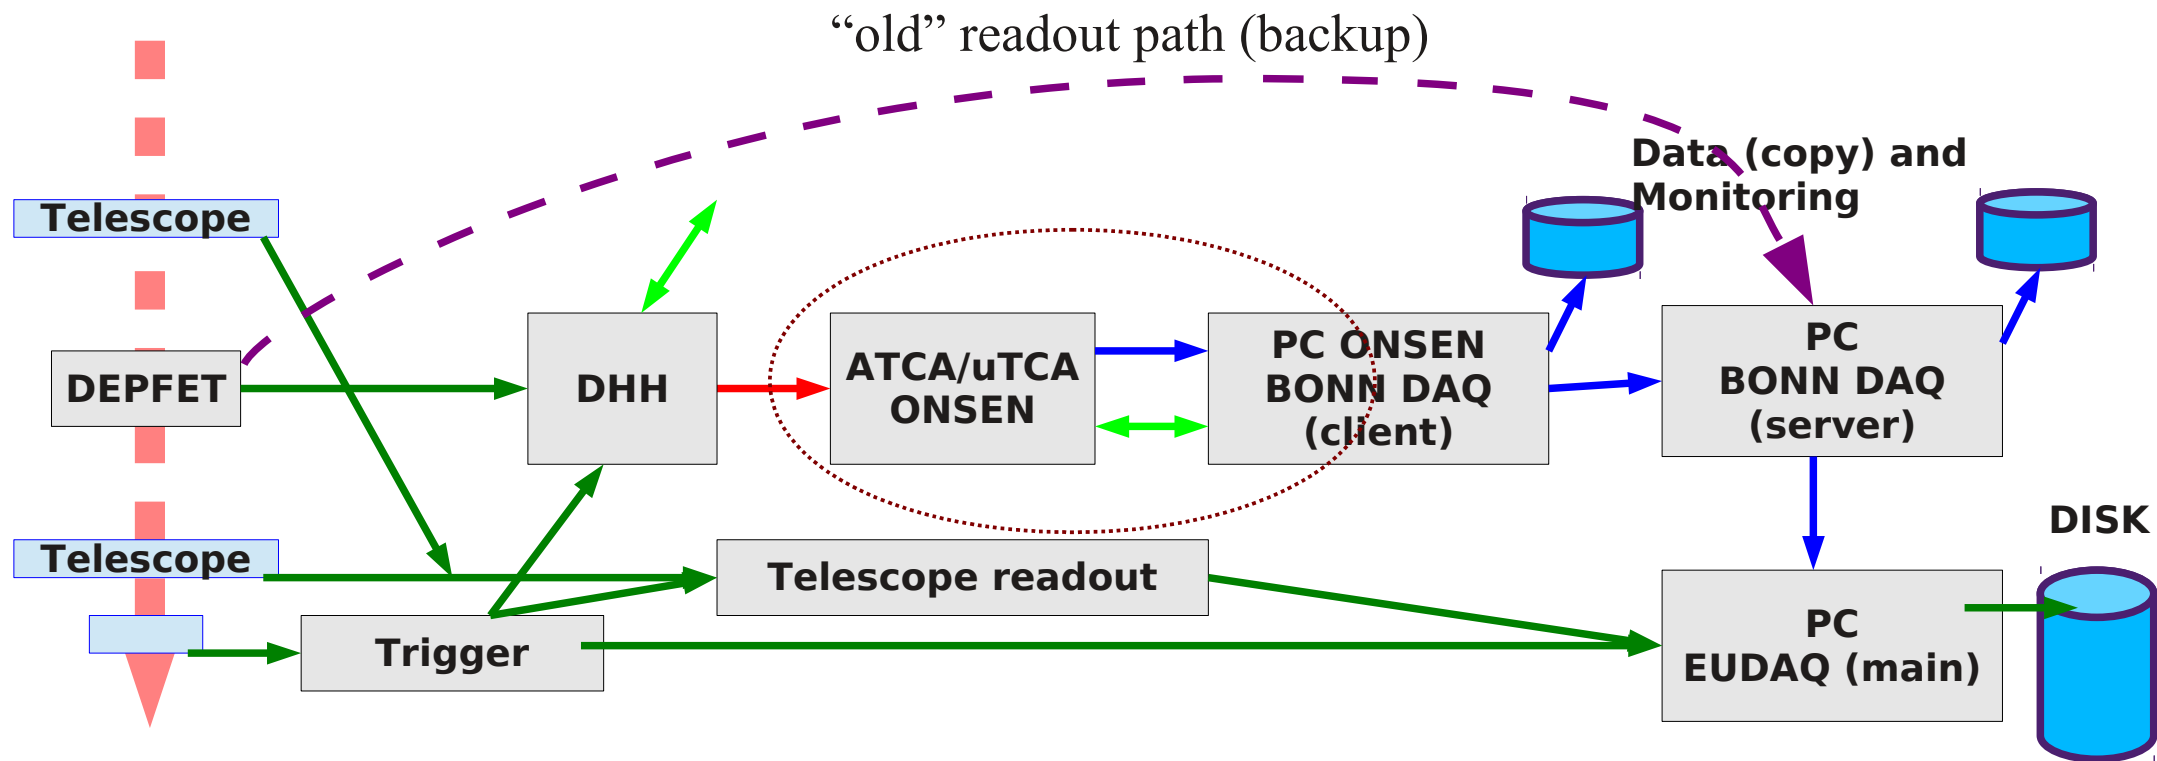 “old” readout path (backup)
Data (copy) and
Monitoring
Telescope
DEPFET
DHH
ATCA/uTCA
ONSEN
PC ONSEN
BONN DAQ
(client)
PC
BONN DAQ
(server)
DISK
Telescope
Telescope readout
Trigger
PC
EUDAQ (main)